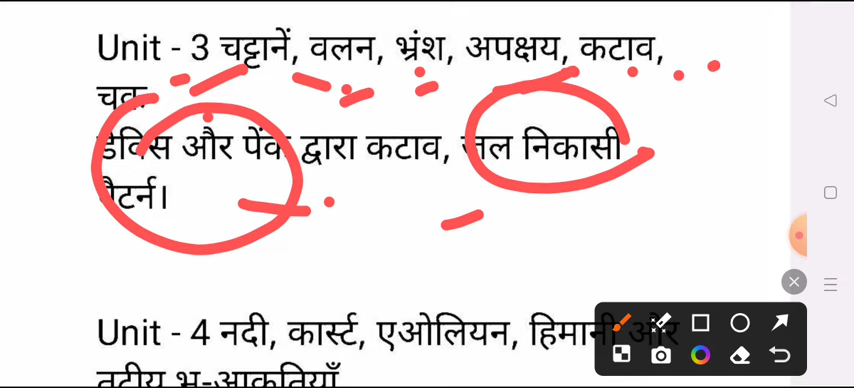 Unit - 3 चट्टानें, वलन, भ्रंश, अपक्षय, कटाव,
चक्र
डेविस और पेंक द्वारा कटाव, जल निकासी
पैटर्न।
Unit - 4 नदी, कार्स्ट, एओलियन, हिमानी और
तटीय भू-आकृतियाँ